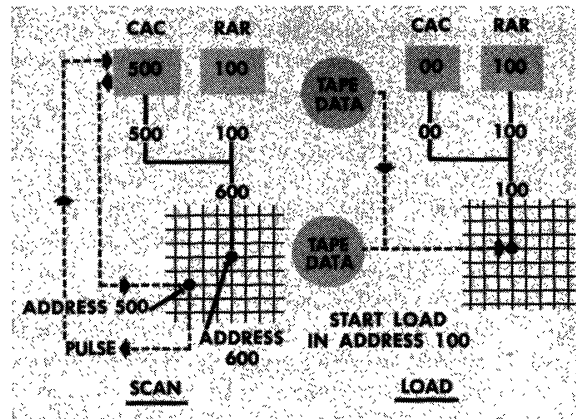 CAC RAR
500 100
500 100
600
ADDRESS 500
ADDRESS
600
PULSE
SCAN
CAC RAR
00 100
TAPE
DATA
00 100
100
TAPE
DATA
START LOAD
IN ADDRESS 100
LOAD